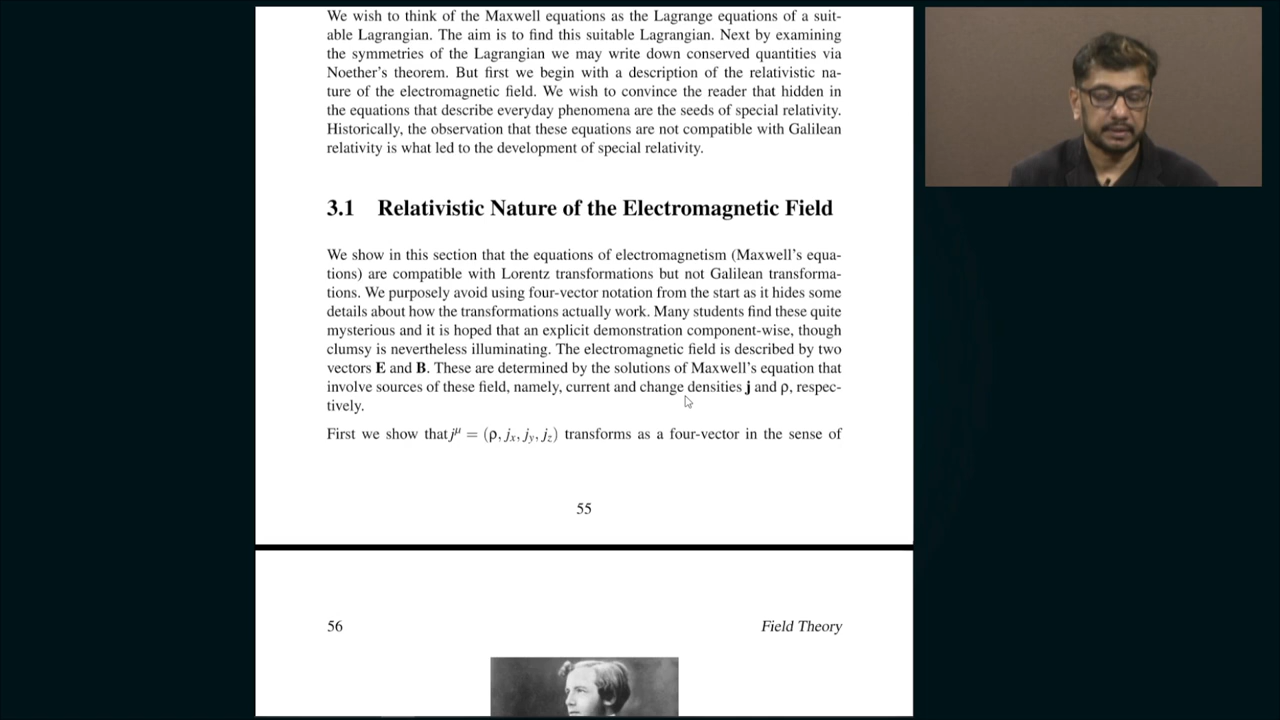 We wish to think of the Maxwell equations as the Lagrange equations of a suit-
able Lagrangian. The aim is to find this suitable Lagrangian. Next by examining
the symmetries of the Lagrangian we may write down conserved quantities via
Noether's theorem. But first we begin with a description of the relativistic na-
ture of the electromagnetic field. We wish to convince the reader that hidden in
the equations that describe everyday phenomena are the seeds of special relativity.
Historically, the observation that these equations are not compatible with Galilean
relativity is what led to the development of special relativity.
3.1 Relativistic Nature of the Electromagnetic Field
We show in this section that the equations of electromagnetism (Maxwell's equa-
tions) are compatible with Lorentz transformations but not Galilean transforma-
tions. We purposely avoid using four-vector notation from the start as it hides some
details about how the transformations actually work. Many students find these quite
mysterious and it is hoped that an explicit demonstration component-wise, though
clumsy is nevertheless illuminating. The electromagnetic field is described by two
vectors E and B. These are determined by the solutions of Maxwell's equation that
involve sources of these field, namely, current and change densities j and ρ, respec-
tively.
First we show that j^μ = (ρ, j_x, j_y, j_z) transforms as a four-vector in the sense of
55
56 Field Theory